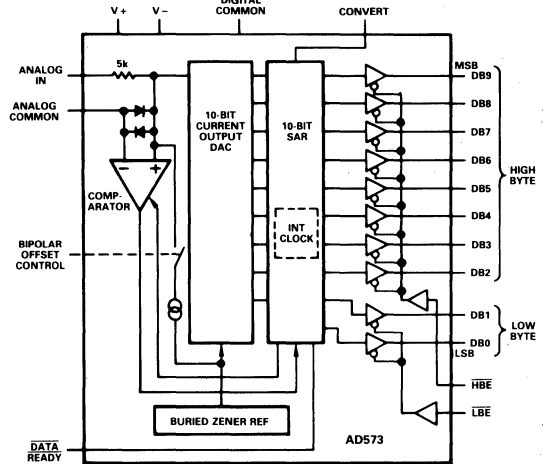 V +
V −
DIGITAL
COMMON
CONVERT
ANALOG
IN
5k
ANALOG
COMMON
10-BIT
CURRENT
OUTPUT
DAC
10-BIT
SAR
INT
CLOCK
COMP-
ARATOR
− +
BIPOLAR
OFFSET
CONTROL
BURIED ZENER REF
DATA
READY
AD573
MSB
DB9
DB8
DB7
DB6
DB5
DB4
DB3
DB2
HIGH
BYTE
DB1
DB0
LSB
LOW
BYTE
HBE
LBE